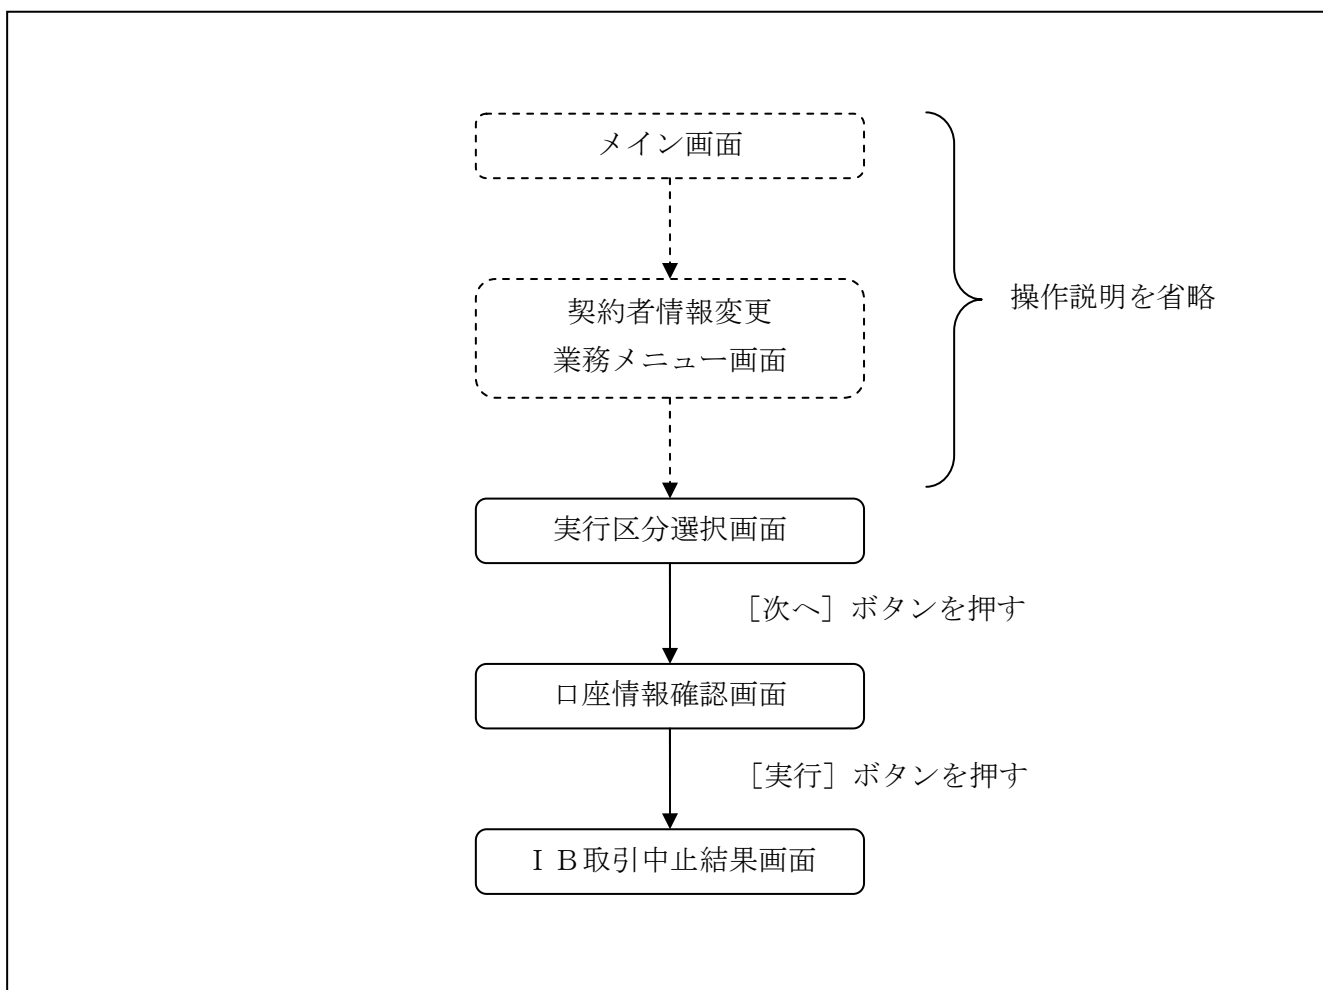 メイン画面
契約者情報変更
業務メニュー画面
操作説明を省略
実行区分選択画面
［次へ］ボタンを押す
口座情報確認画面
［実行］ボタンを押す
ＩＢ取引中止結果画面